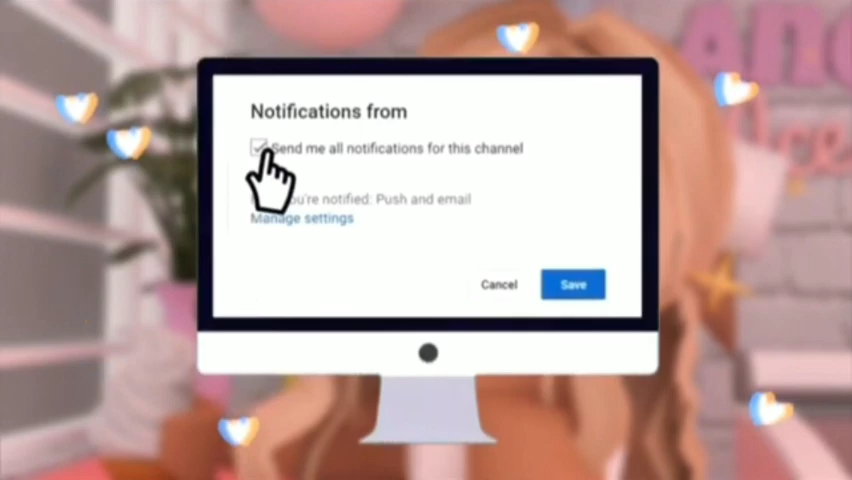 Notifications from
Send me all notifications for this channel
you're notified: Push and email
Manage settings
Cancel
Save